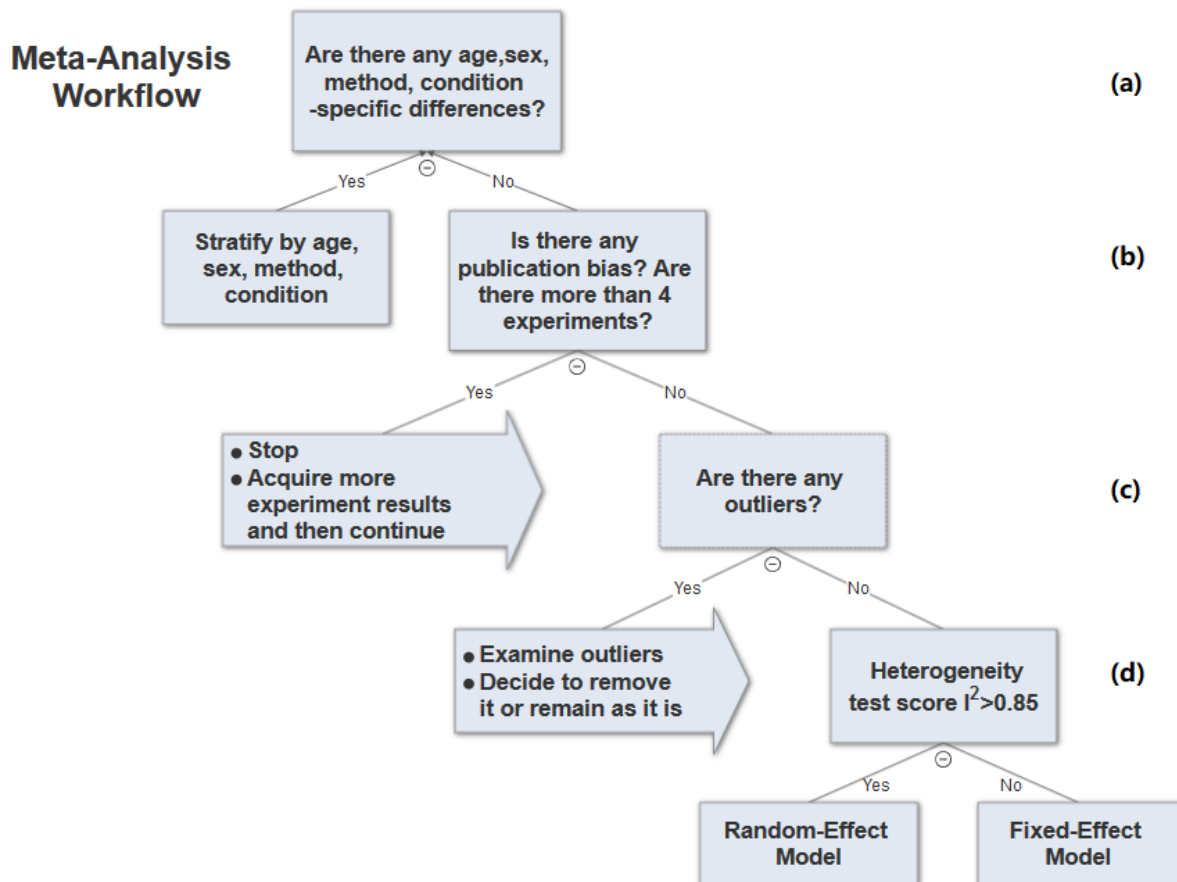 Meta-Analysis
Workflow
Are there any age,sex,
method, condition
-specific differences?
(a)
Yes
No
Stratify by age,
sex, method,
condition
Is there any
publication bias? Are
there more than 4
experiments?
(b)
Yes
No
● Stop
● Acquire more
experiment results
and then continue
Are there any
outliers?
(c)
Yes
No
● Examine outliers
● Decide to remove
it or remain as it is
Heterogeneity
test score I²>0.85
(d)
Yes
No
Random-Effect
Model
Fixed-Effect
Model